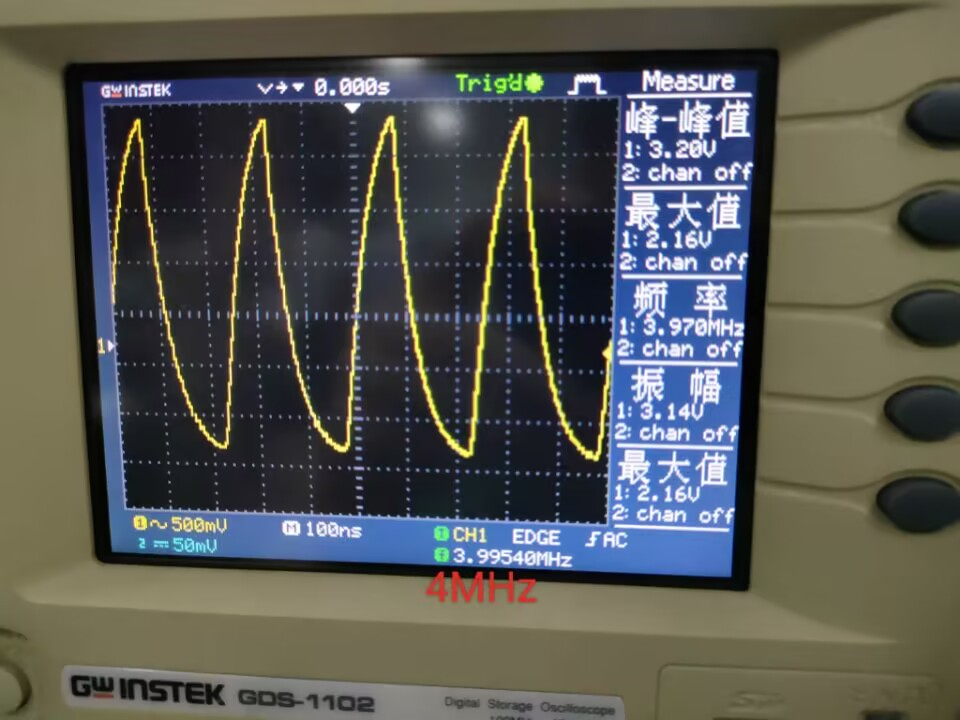 GW INSTEK
0.000s
Trig'd
Measure
峰-峰值
1: 3.20V
2: chan off
最大值
1: 2.16V
2: chan off
频 率
1: 3.970MHz
2: chan off
振 幅
1: 3.14V
2: chan off
最大值
1: 2.16V
2: chan off
1
1 500mV
M 100ns
CH1 EDGE AC
2 50mV
3.99540MHz
4MHz
GW INSTEK GDS-1102
Digital Storage Oscilloscope